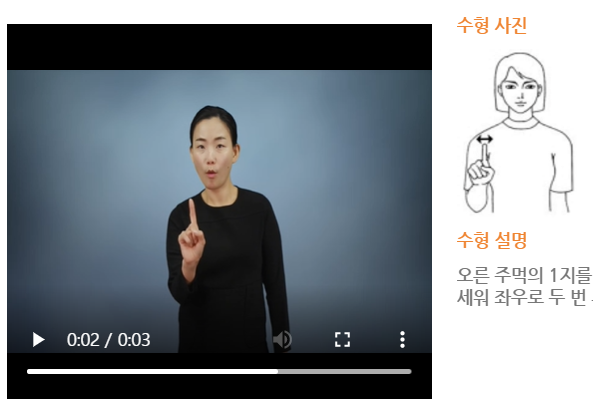 수형 사진
0:02 / 0:03
수형 설명
오른 주먹의 1지를
세워 좌우로 두 번